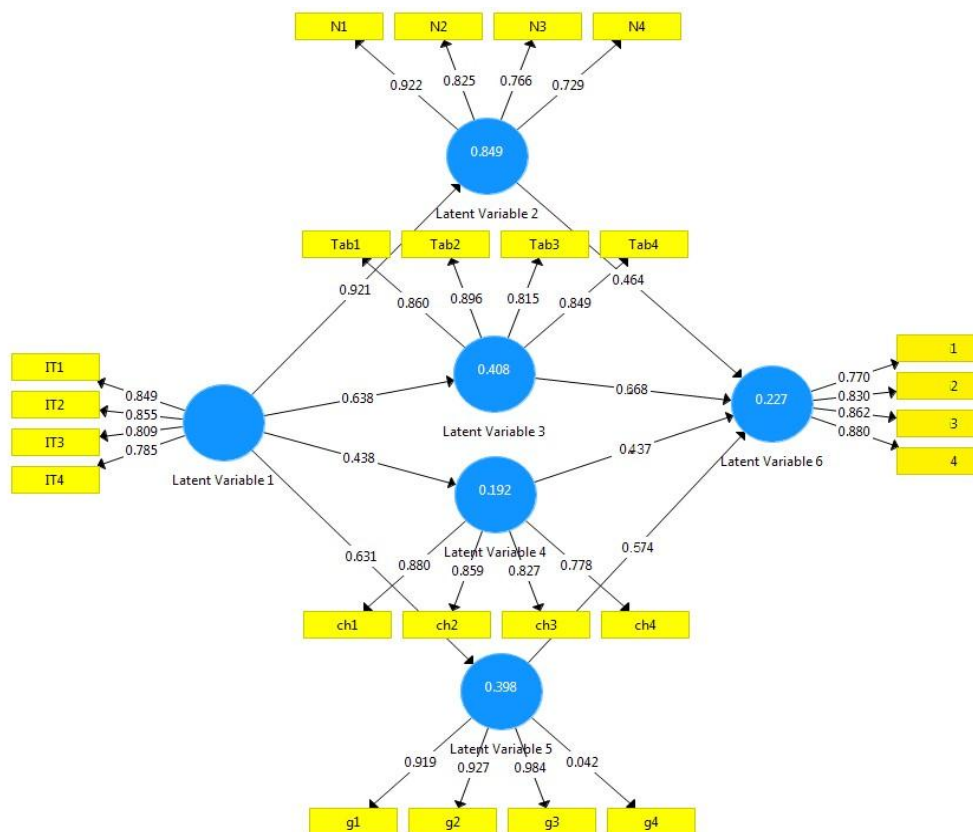 N1 N2 N3 N4
0.922 0.825 0.766 0.729
0.849
Latent Variable 2
Tab1 Tab2 Tab3 Tab4
0.921 0.860 0.896 0.815 0.849 0.464
0.408
Latent Variable 3
IT1
IT2
IT3
IT4
0.849
0.855
0.809
0.785
Latent Variable 1
0.638 0.668
0.438 0.437
0.227
Latent Variable 6
0.770
0.830
0.862
0.880
1
2
3
4
0.192
Latent Variable 4
0.631 0.880 0.859 0.827 0.778 0.574
ch1 ch2 ch3 ch4
0.398
Latent Variable 5
0.919 0.927 0.984 0.042
g1 g2 g3 g4